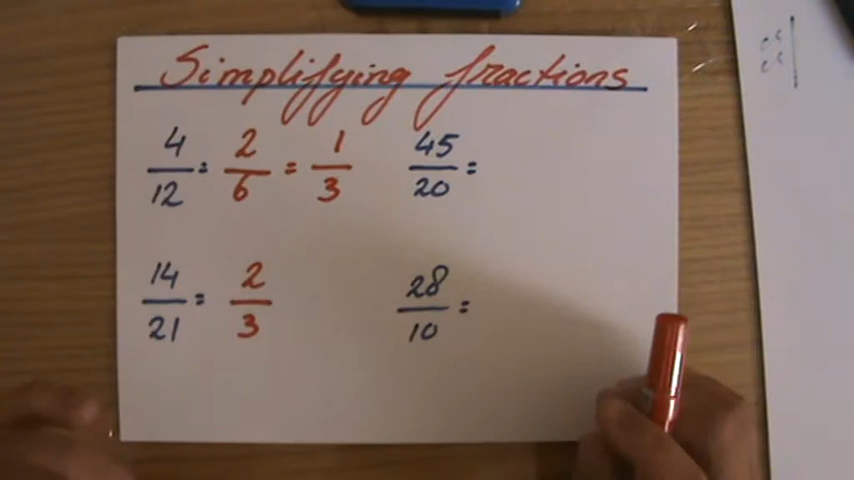 Simplifying fractions
4/12 = 2/6 = 1/3
45/20 =
14/21 = 2/3
28/10 =